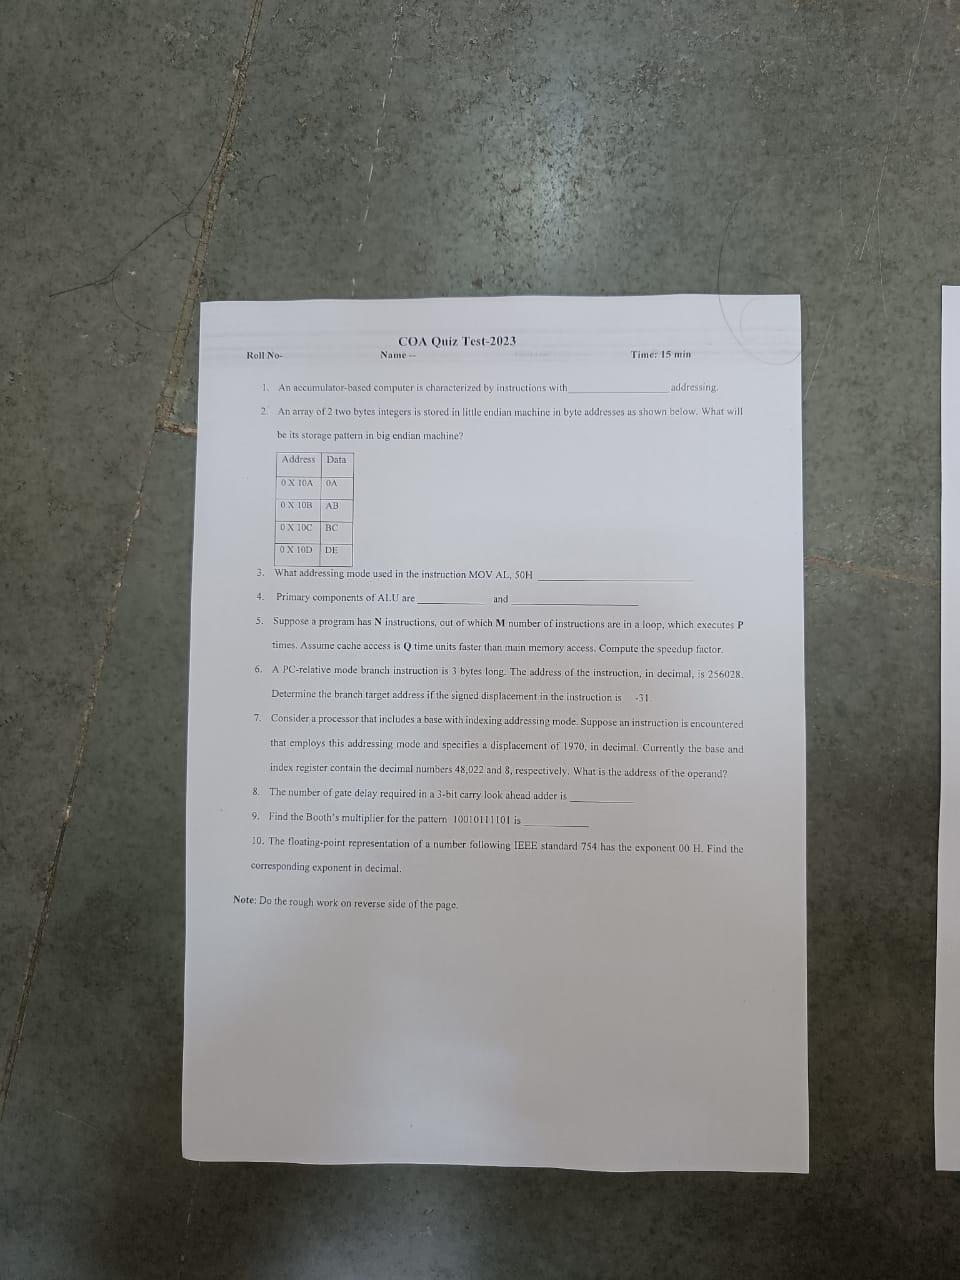 COA Quiz Test-2023
Roll No- Name -- Time: 15 min
1. An accumulator-based computer is characterized by instructions with____________________ addressing.
2. An array of 2 two bytes integers is stored in little endian machine in byte addresses as shown below. What will
be its storage pattern in big endian machine?
Address Data
0 X 10A 0A
0 X 10B AB
0 X 10C BC
0 X 10D DE
3. What addressing mode used in the instruction MOV AL, 50H ______________________________
4. Primary components of ALU are _____________ and _________________________
5. Suppose a program has N instructions, out of which M number of instructions are in a loop, which executes P
times. Assume cache access is Q time units faster than main memory access. Compute the speedup factor.
6. A PC-relative mode branch instruction is 3 bytes long. The address of the instruction, in decimal, is 256028.
Determine the branch target address if the signed displacement in the instruction is -31.
7. Consider a processor that includes a base with indexing addressing mode. Suppose an instruction is encountered
that employs this addressing mode and specifies a displacement of 1970, in decimal. Currently the base and
index register contain the decimal numbers 48,022 and 8, respectively. What is the address of the operand?
8. The number of gate delay required in a 3-bit carry look ahead adder is ____________
9. Find the Booth's multiplier for the pattern 10010111101 is ____________
10. The floating-point representation of a number following IEEE standard 754 has the exponent 00 H. Find the
corresponding exponent in decimal.
Note: Do the rough work on reverse side of the page.